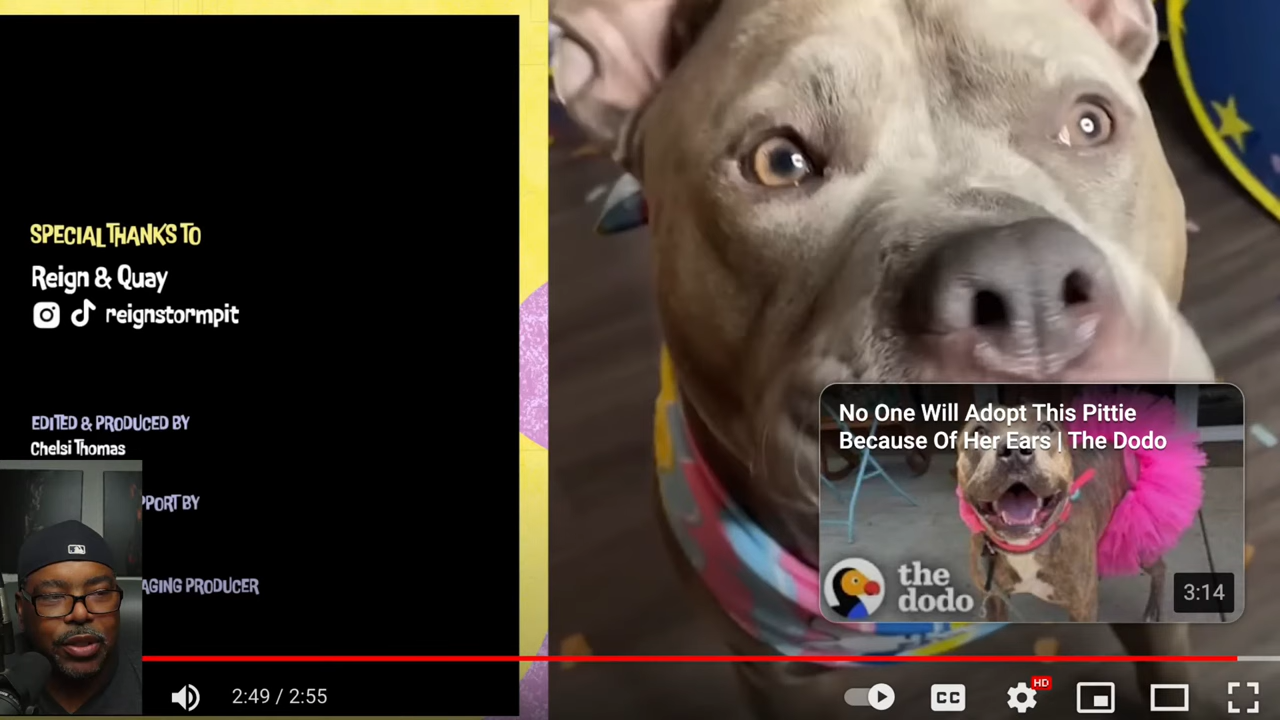 SPECIAL THANKS TO
Reign & Quay
reignstormpit
EDITED & PRODUCED BY
Chelsi Thomas
PPORT BY
AGING PRODUCER
No One Will Adopt This Pittie
Because Of Her Ears | The Dodo
the
dodo
3:14
2:49 / 2:55
CC
HD